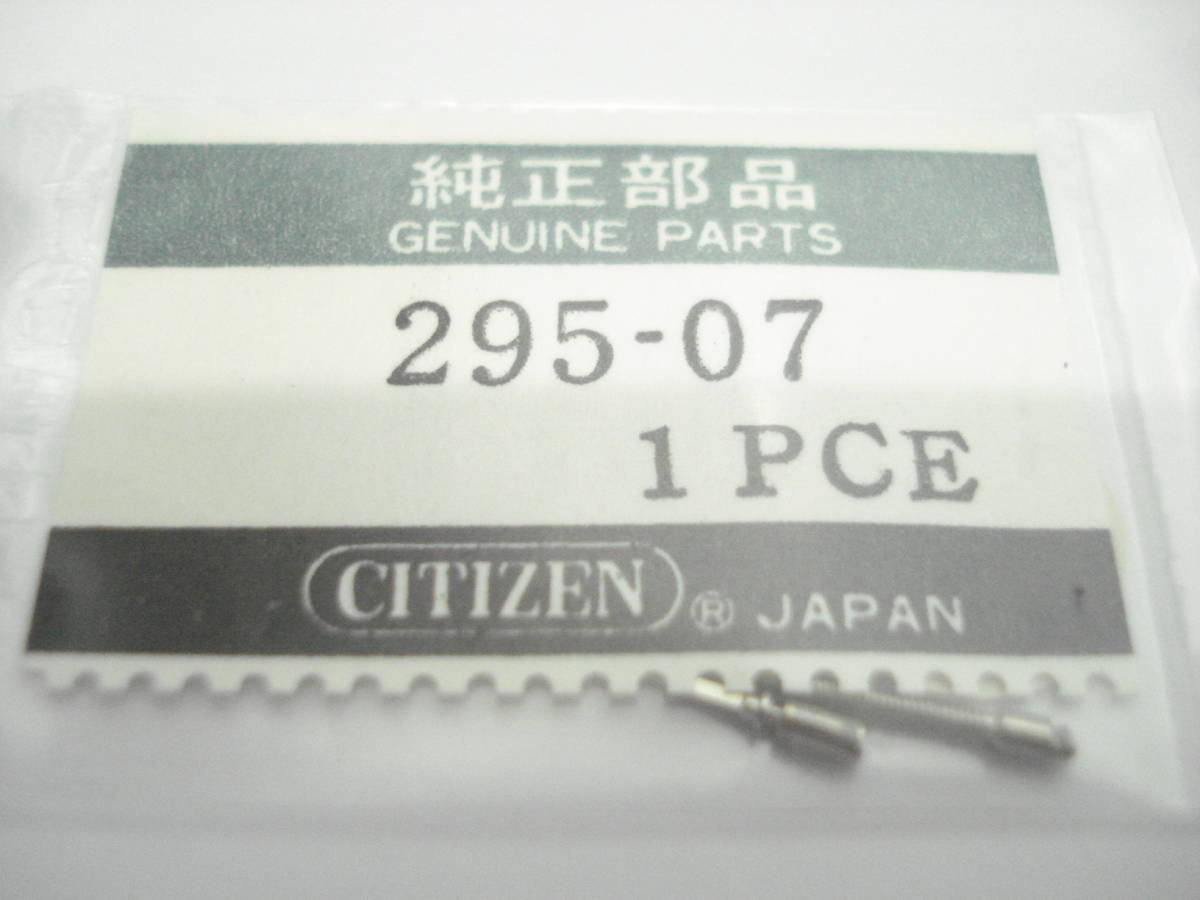 純正部品
GENUINE PARTS
295-07
1 PCE
CITIZEN ® JAPAN